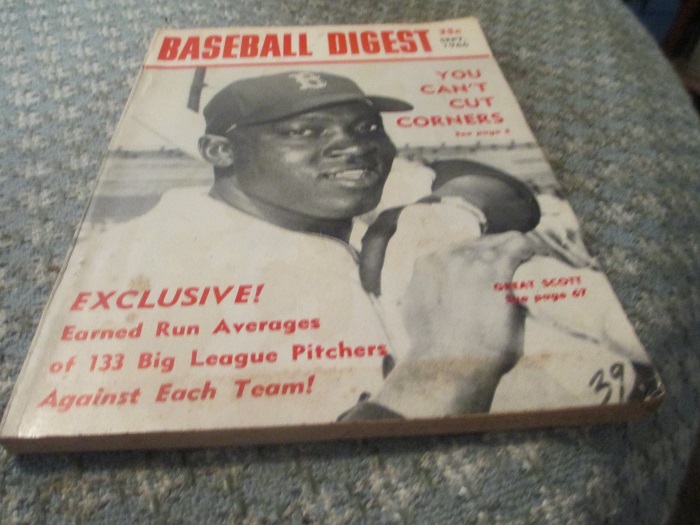 BASEBALL DIGEST
25¢
SEPT.
1966
YOU
CAN'T
CUT
CORNERS
See page 5
B
EXCLUSIVE!
Earned Run Averages
of 133 Big League Pitchers
Against Each Team!
GREAT SCOTT
See page 67
39